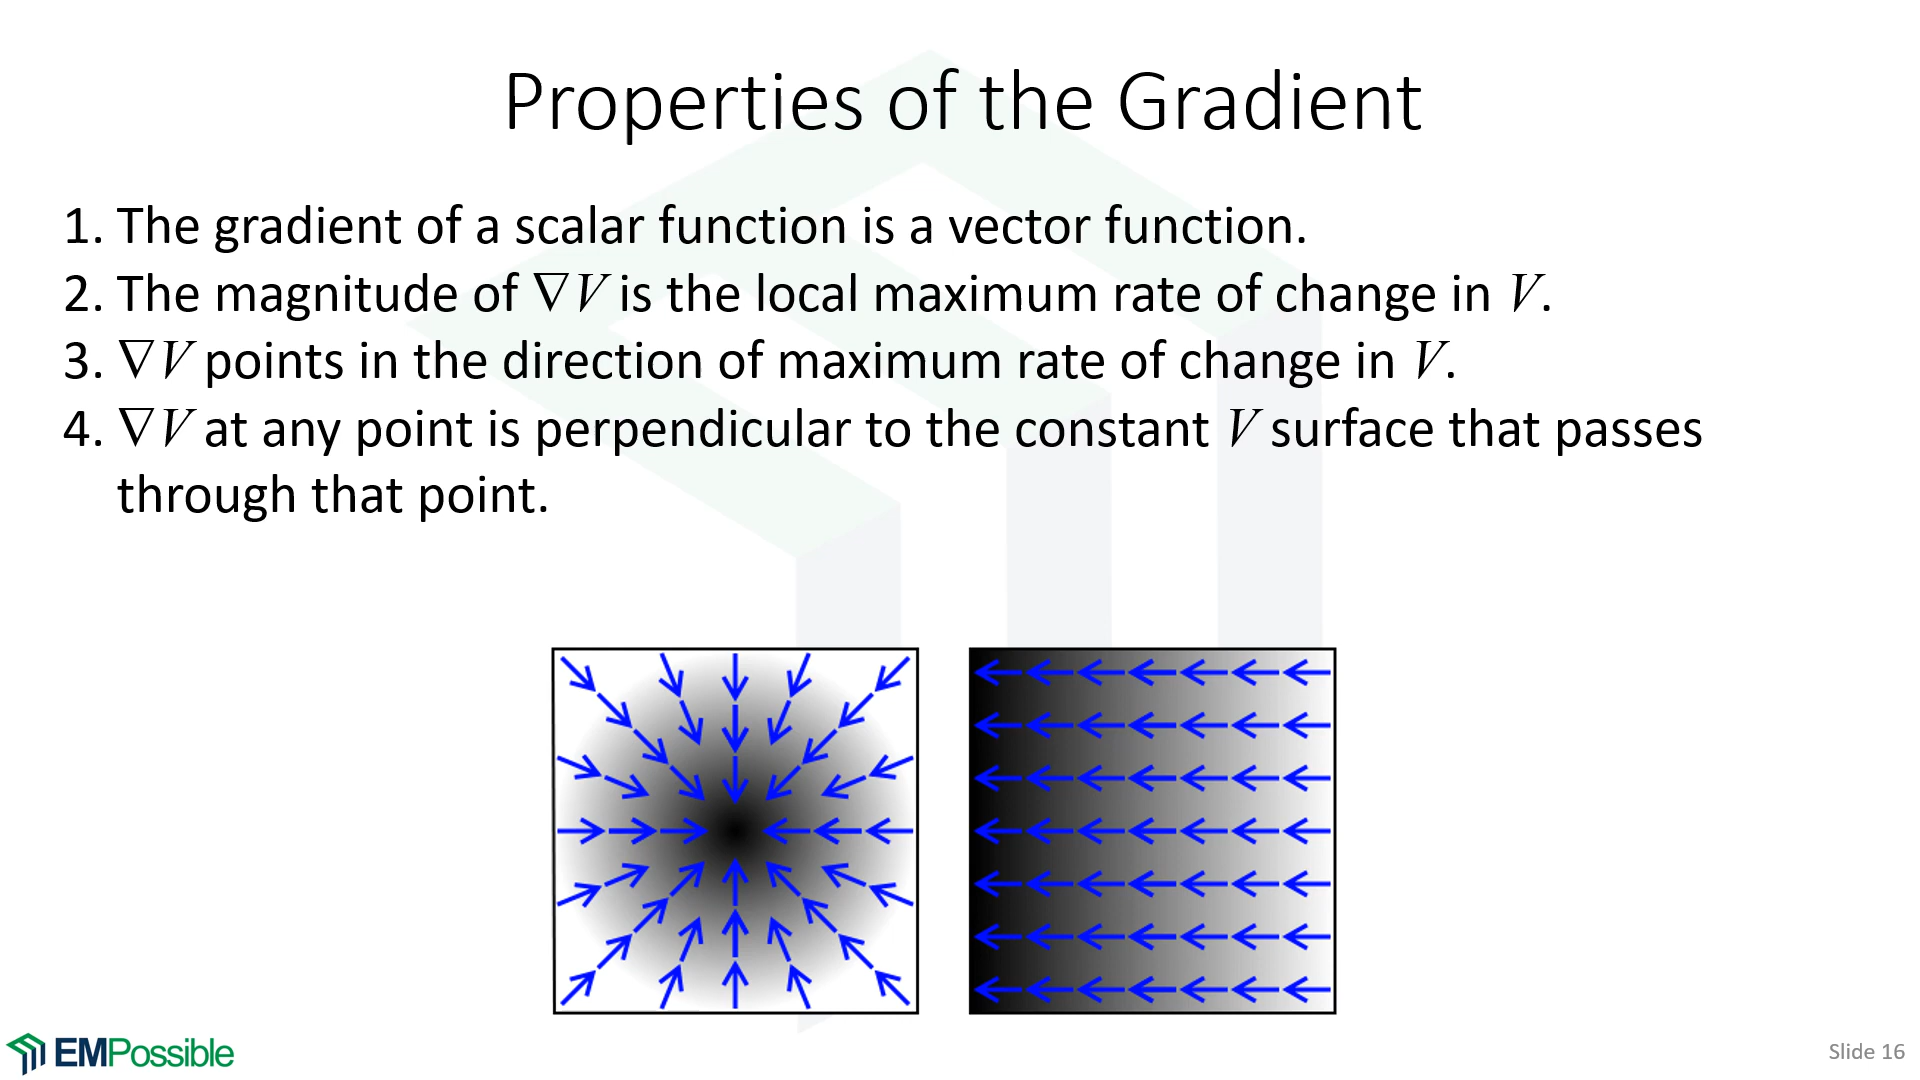 Properties of the Gradient
1. The gradient of a scalar function is a vector function.
2. The magnitude of ∇V is the local maximum rate of change in V.
3. ∇V points in the direction of maximum rate of change in V.
4. ∇V at any point is perpendicular to the constant V surface that passes
through that point.
EMPossible
Slide 16